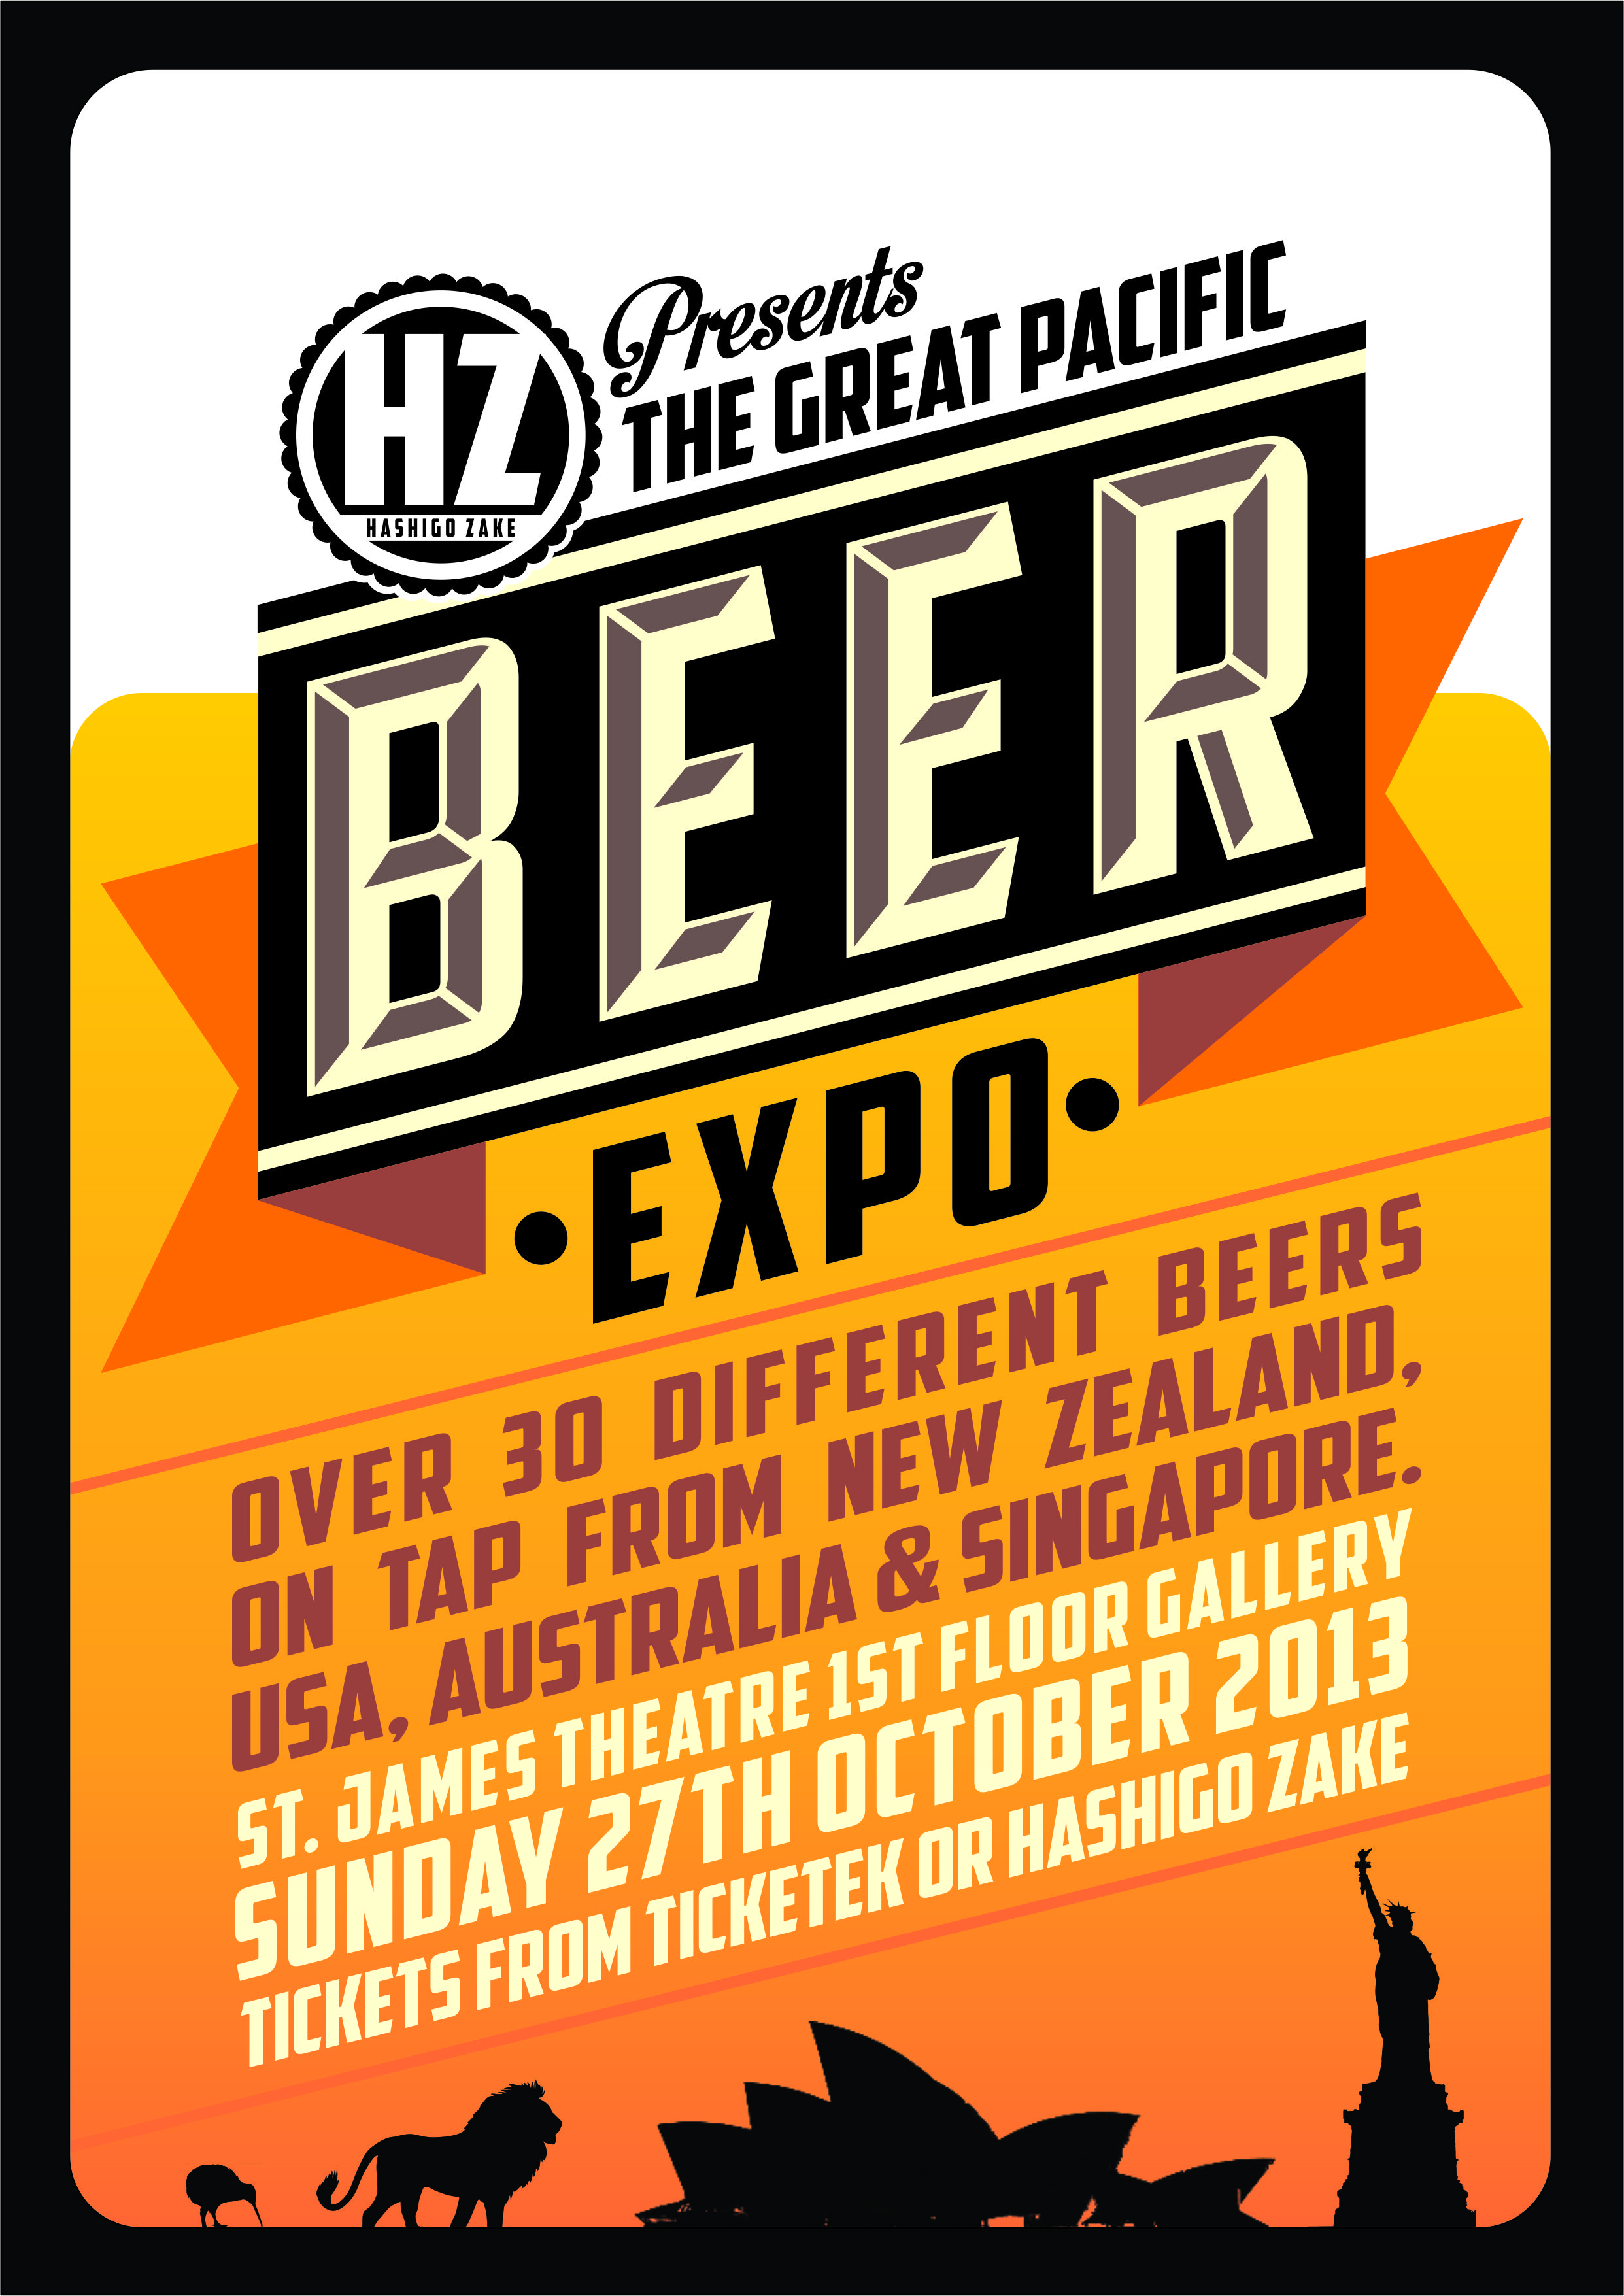 HZ
HASHIGO ZAKE
Presents
THE GREAT PACIFIC
BEER
•EXPO•
OVER 30 DIFFERENT BEERS
ON TAP FROM NEW ZEALAND,
USA, AUSTRALIA & SINGAPORE.
ST. JAMES THEATRE 1ST FLOOR GALLERY
SUNDAY 27TH OCTOBER 2013
TICKETS FROM TICKETEK OR HASHIGO ZAKE